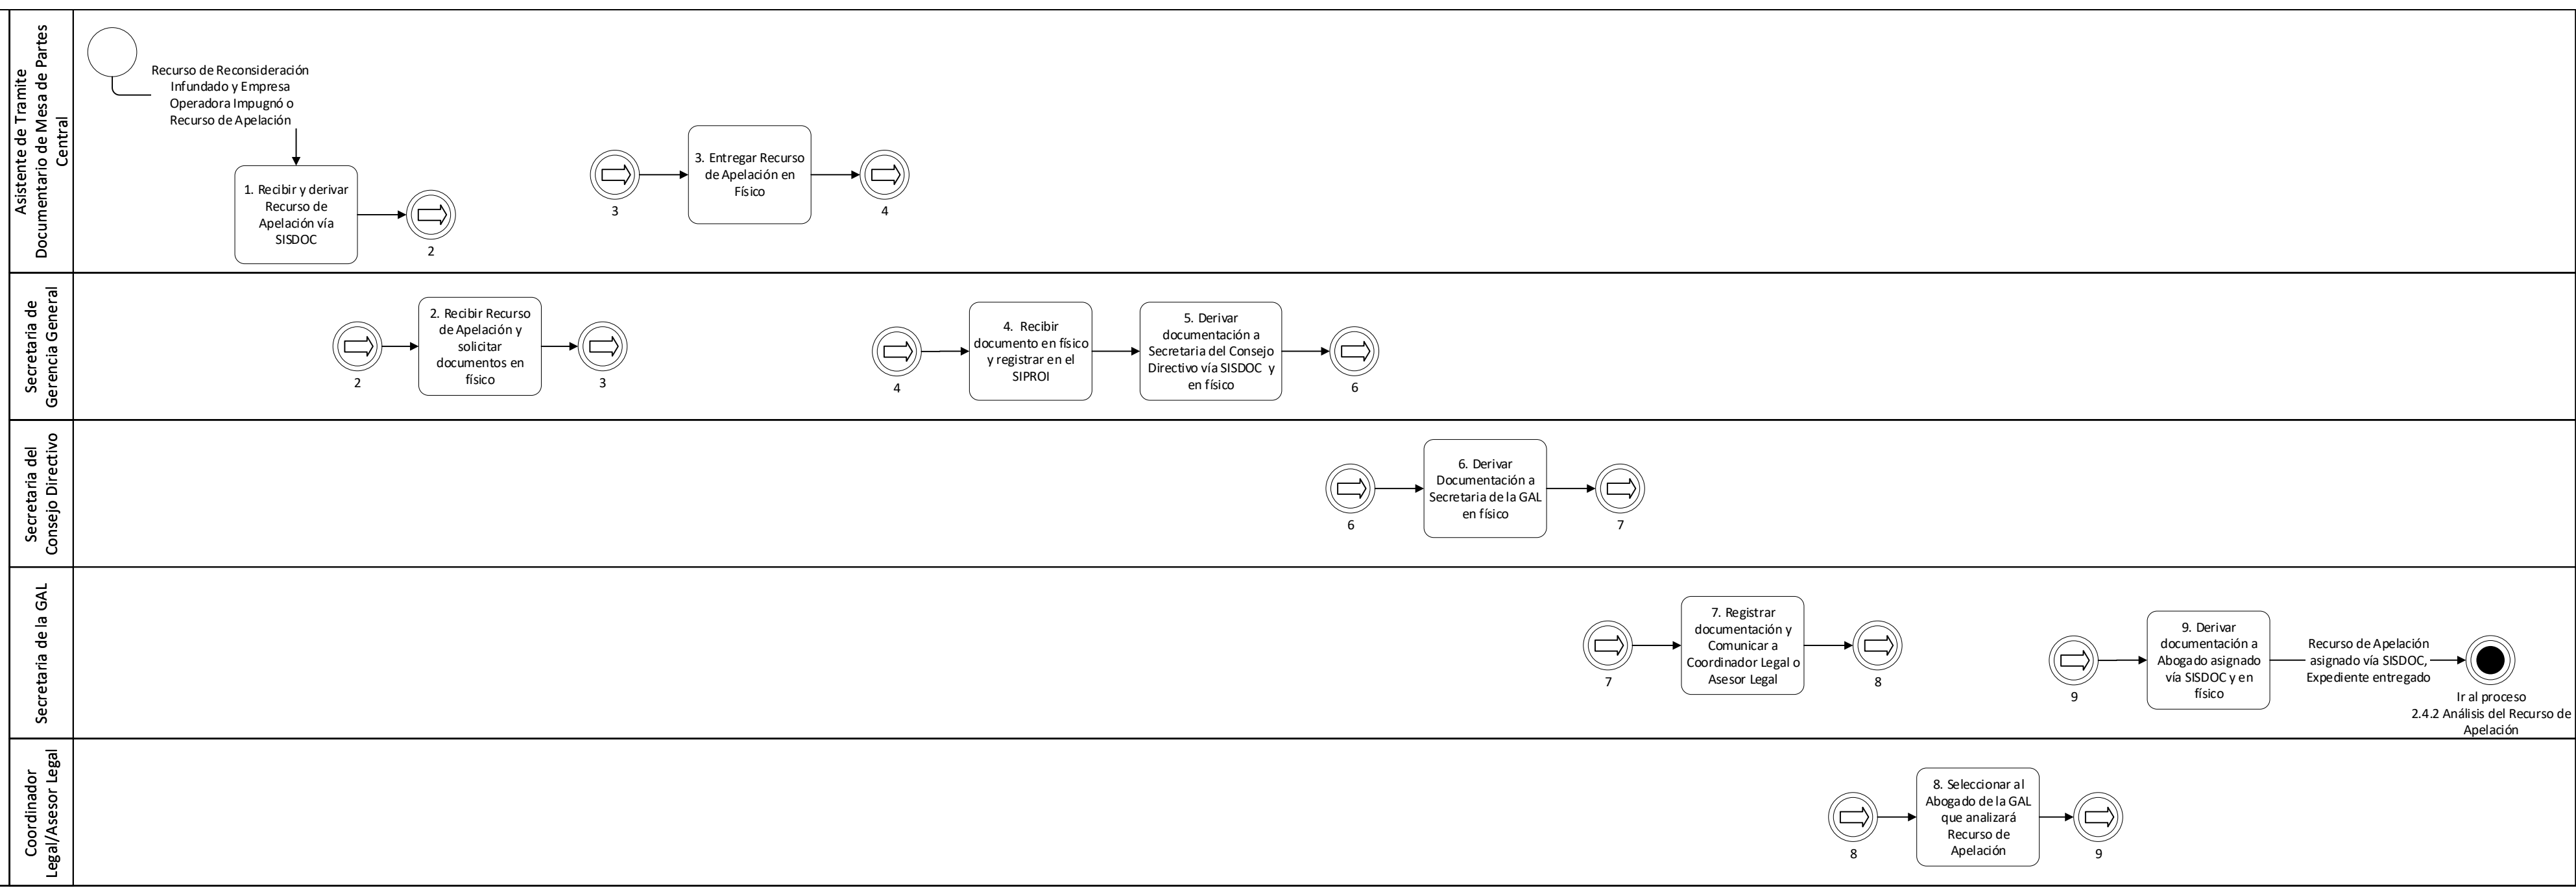 Asistente de Tramite
Documentario de Mesa de Partes
Central
Recurso de Reconsideración
Infundado y Empresa
Operadora Impugnó o
Recurso de Apelación
1. Recibir y derivar
Recurso de
Apelación vía
SISDOC
2
3
3. Entregar Recurso
de Apelación en
Físico
4
Secretaria de
Gerencia General
2
2. Recibir Recurso
de Apelación y
solicitar
documentos en
físico
3
4
4. Recibir
documento en físico
y registrar en el
SIPROI
5. Derivar
documentación a
Secretaria del Consejo
Directivo vía SISDOC y
en físico
6
Secretaria del
Consejo Directivo
6
6. Derivar
Documentación a
Secretaria de la GAL
en físico
7
Secretaria de la GAL
7
7. Registrar
documentación y
Comunicar a
Coordinador Legal o
Asesor Legal
8
9
9. Derivar
documentación a
Abogado asignado
vía SISDOC y en
físico
Recurso de Apelación
asignado vía SISDOC,
Expediente entregado
Ir al proceso
2.4.2 Análisis del Recurso de
Apelación
Coordinador
Legal/Asesor Legal
8
8. Seleccionar al
Abogado de la GAL
que analizará
Recurso de
Apelación
9